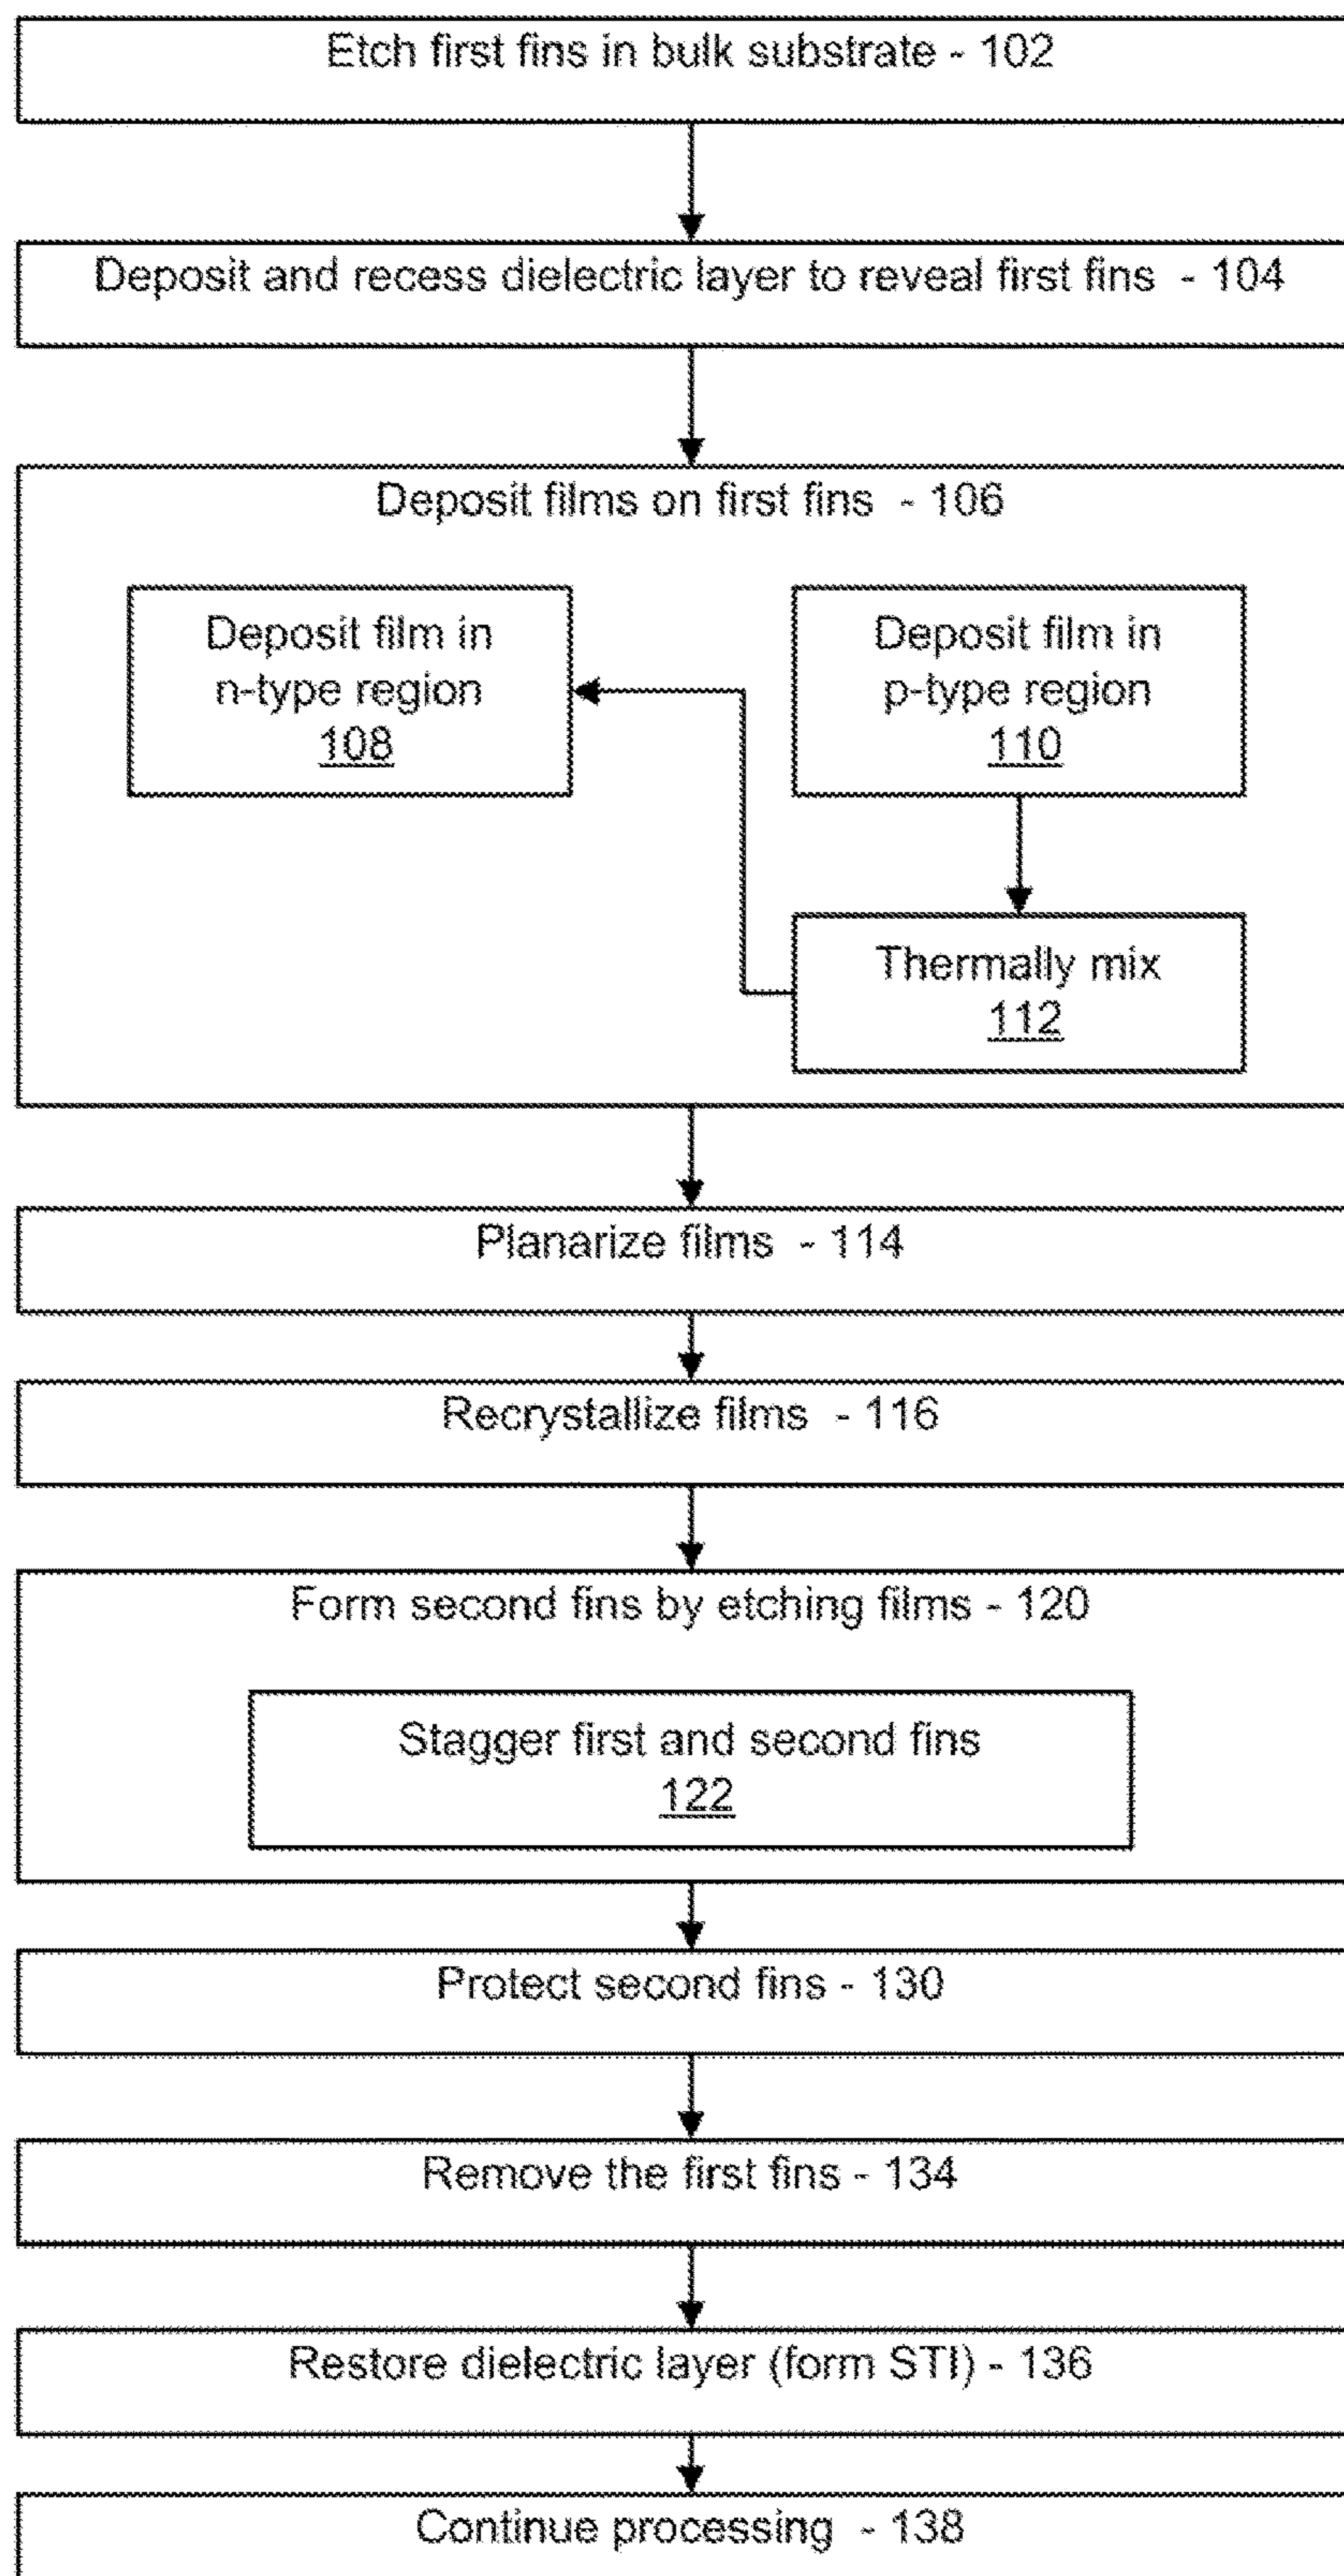 Etch first fins in bulk substrate - 102
Deposit and recess dielectric layer to reveal first fins - 104
Deposit films on first fins - 106
Deposit film in
n-type region
108
Deposit film in
p-type region
110
Thermally mix
112
Planarize films - 114
Recrystallize films - 116
Form second fins by etching films - 120
Stagger first and second fins
122
Protect second fins - 130
Remove the first fins - 134
Restore dielectric layer (form STI) - 136
Continue processing - 138